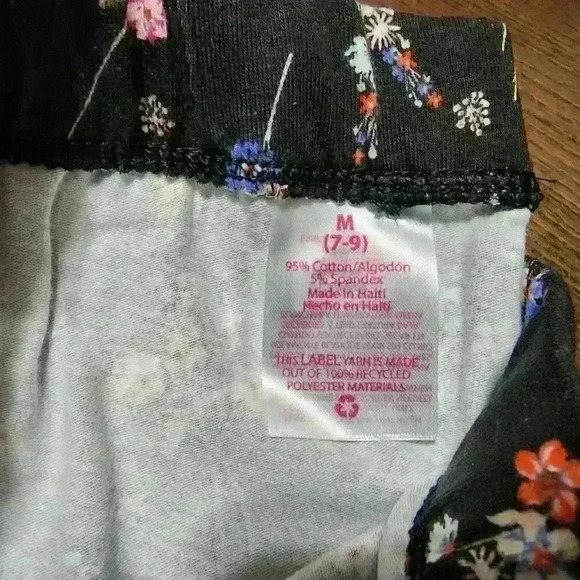 M
(7-9)
95% Cotton/Algodón
5% Spandex
Made in Haiti
Hecho en Haití
THIS LABEL YARN IS MADE
OUT OF 100% RECYCLED
POLYESTER MATERIALS